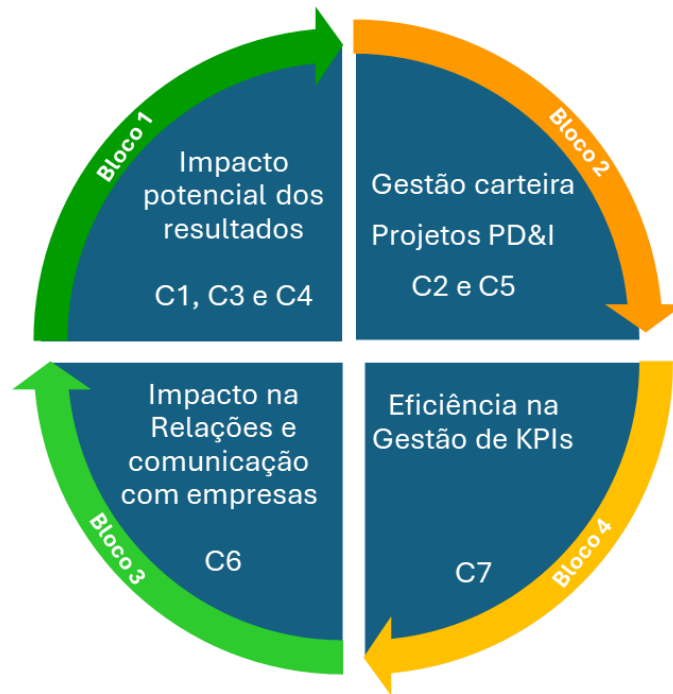 Bloco 1
Impacto
potencial dos
resultados
C1, C3 e C4
Bloco 2
Gestão carteira
Projetos PD&I
C2 e C5
Bloco 3
Impacto na
Relações e
comunicação
com empresas
C6
Bloco 4
Eficiência na
Gestão de KPIs
C7